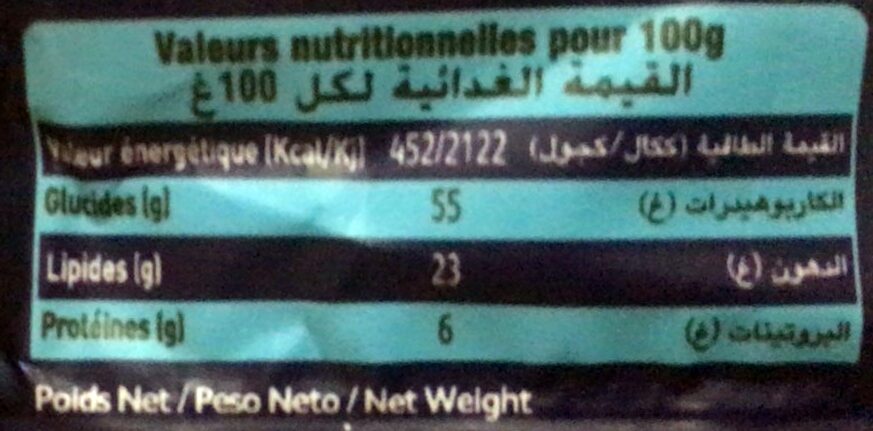 Valeurs nutritionnelles pour 100g
القيمة الغذائية لكل 100غ
Valeur énergétique (Kcal/Kj) 452/2122 القيمة الطاقية (ككال/كجول)
Glucides (g) 55 الكاربوهيدرات (غ)
Lipides (g) 23 الدهون (غ)
Protéines (g) 6 البروتينات (غ)
Poids Net / Peso Neto / Net Weight